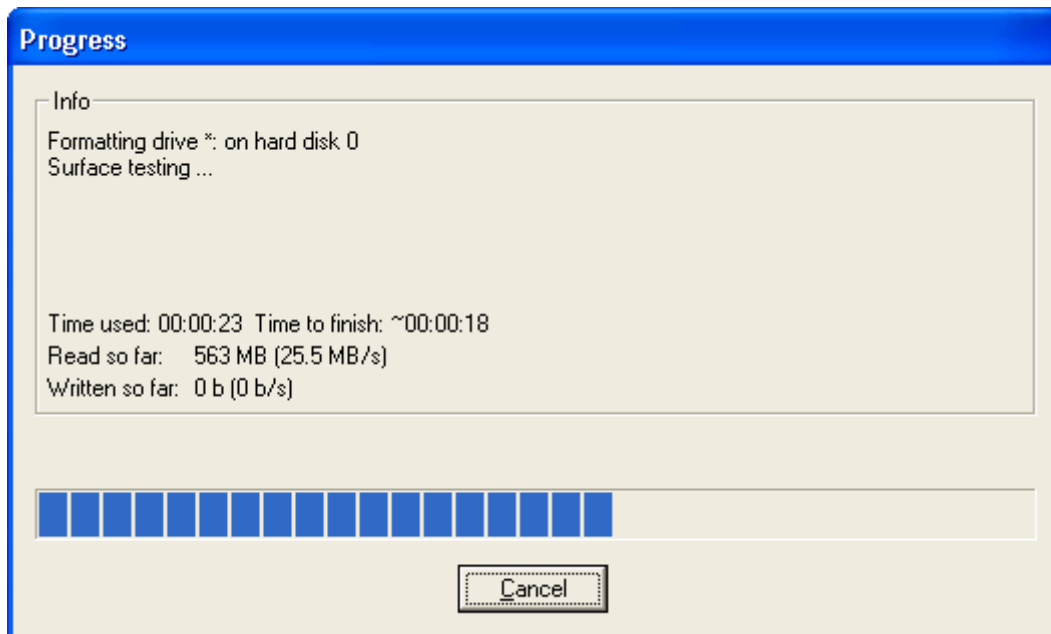 Progress
Info
Formatting drive *: on hard disk 0
Surface testing ...
Time used: 00:00:23 Time to finish: ~00:00:18
Read so far: 563 MB (25.5 MB/s)
Written so far: 0 b (0 b/s)
Cancel